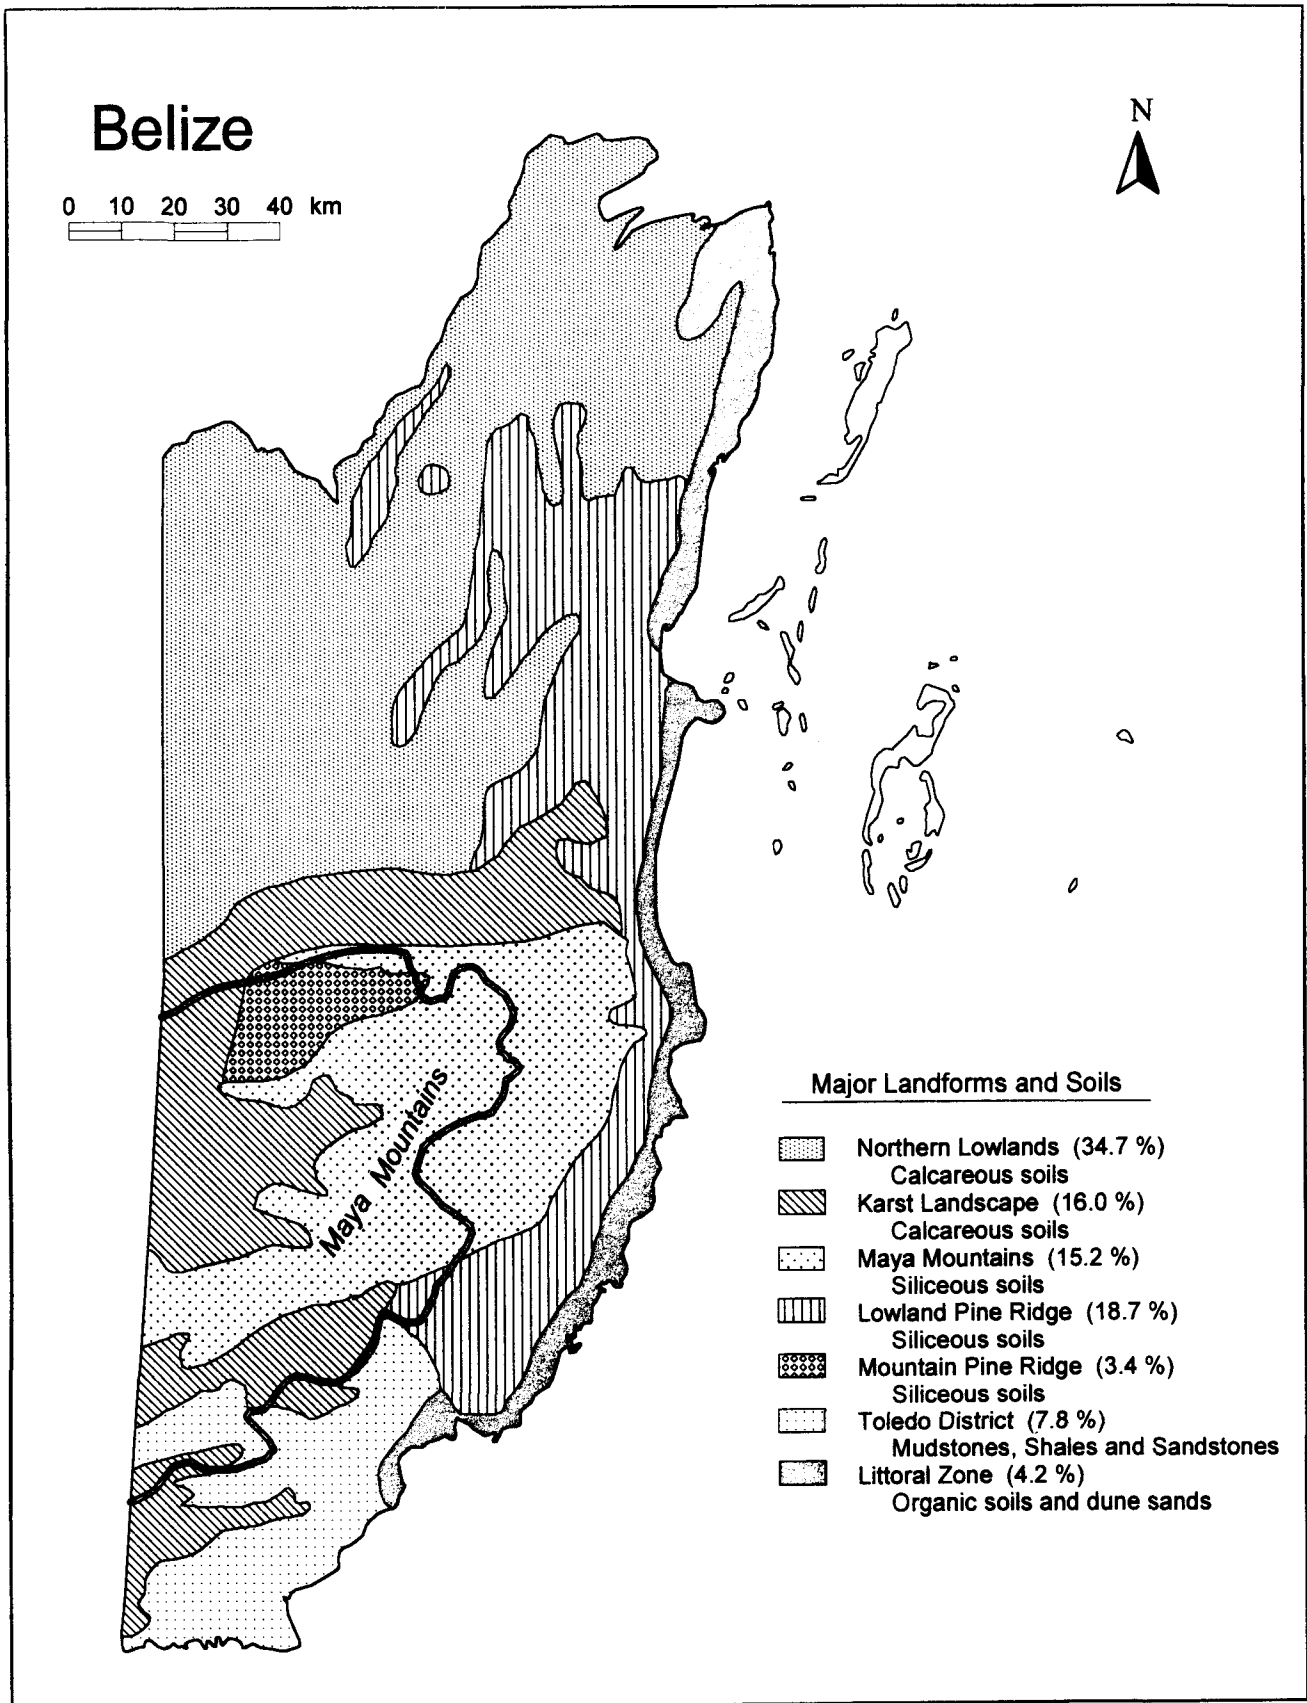 Belize
N
0 10 20 30 40 km
Maya Mountains
Major Landforms and Soils
Northern Lowlands (34.7 %)
Calcareous soils
Karst Landscape (16.0 %)
Calcareous soils
Maya Mountains (15.2 %)
Siliceous soils
Lowland Pine Ridge (18.7 %)
Siliceous soils
Mountain Pine Ridge (3.4 %)
Siliceous soils
Toledo District (7.8 %)
Mudstones, Shales and Sandstones
Littoral Zone (4.2 %)
Organic soils and dune sands